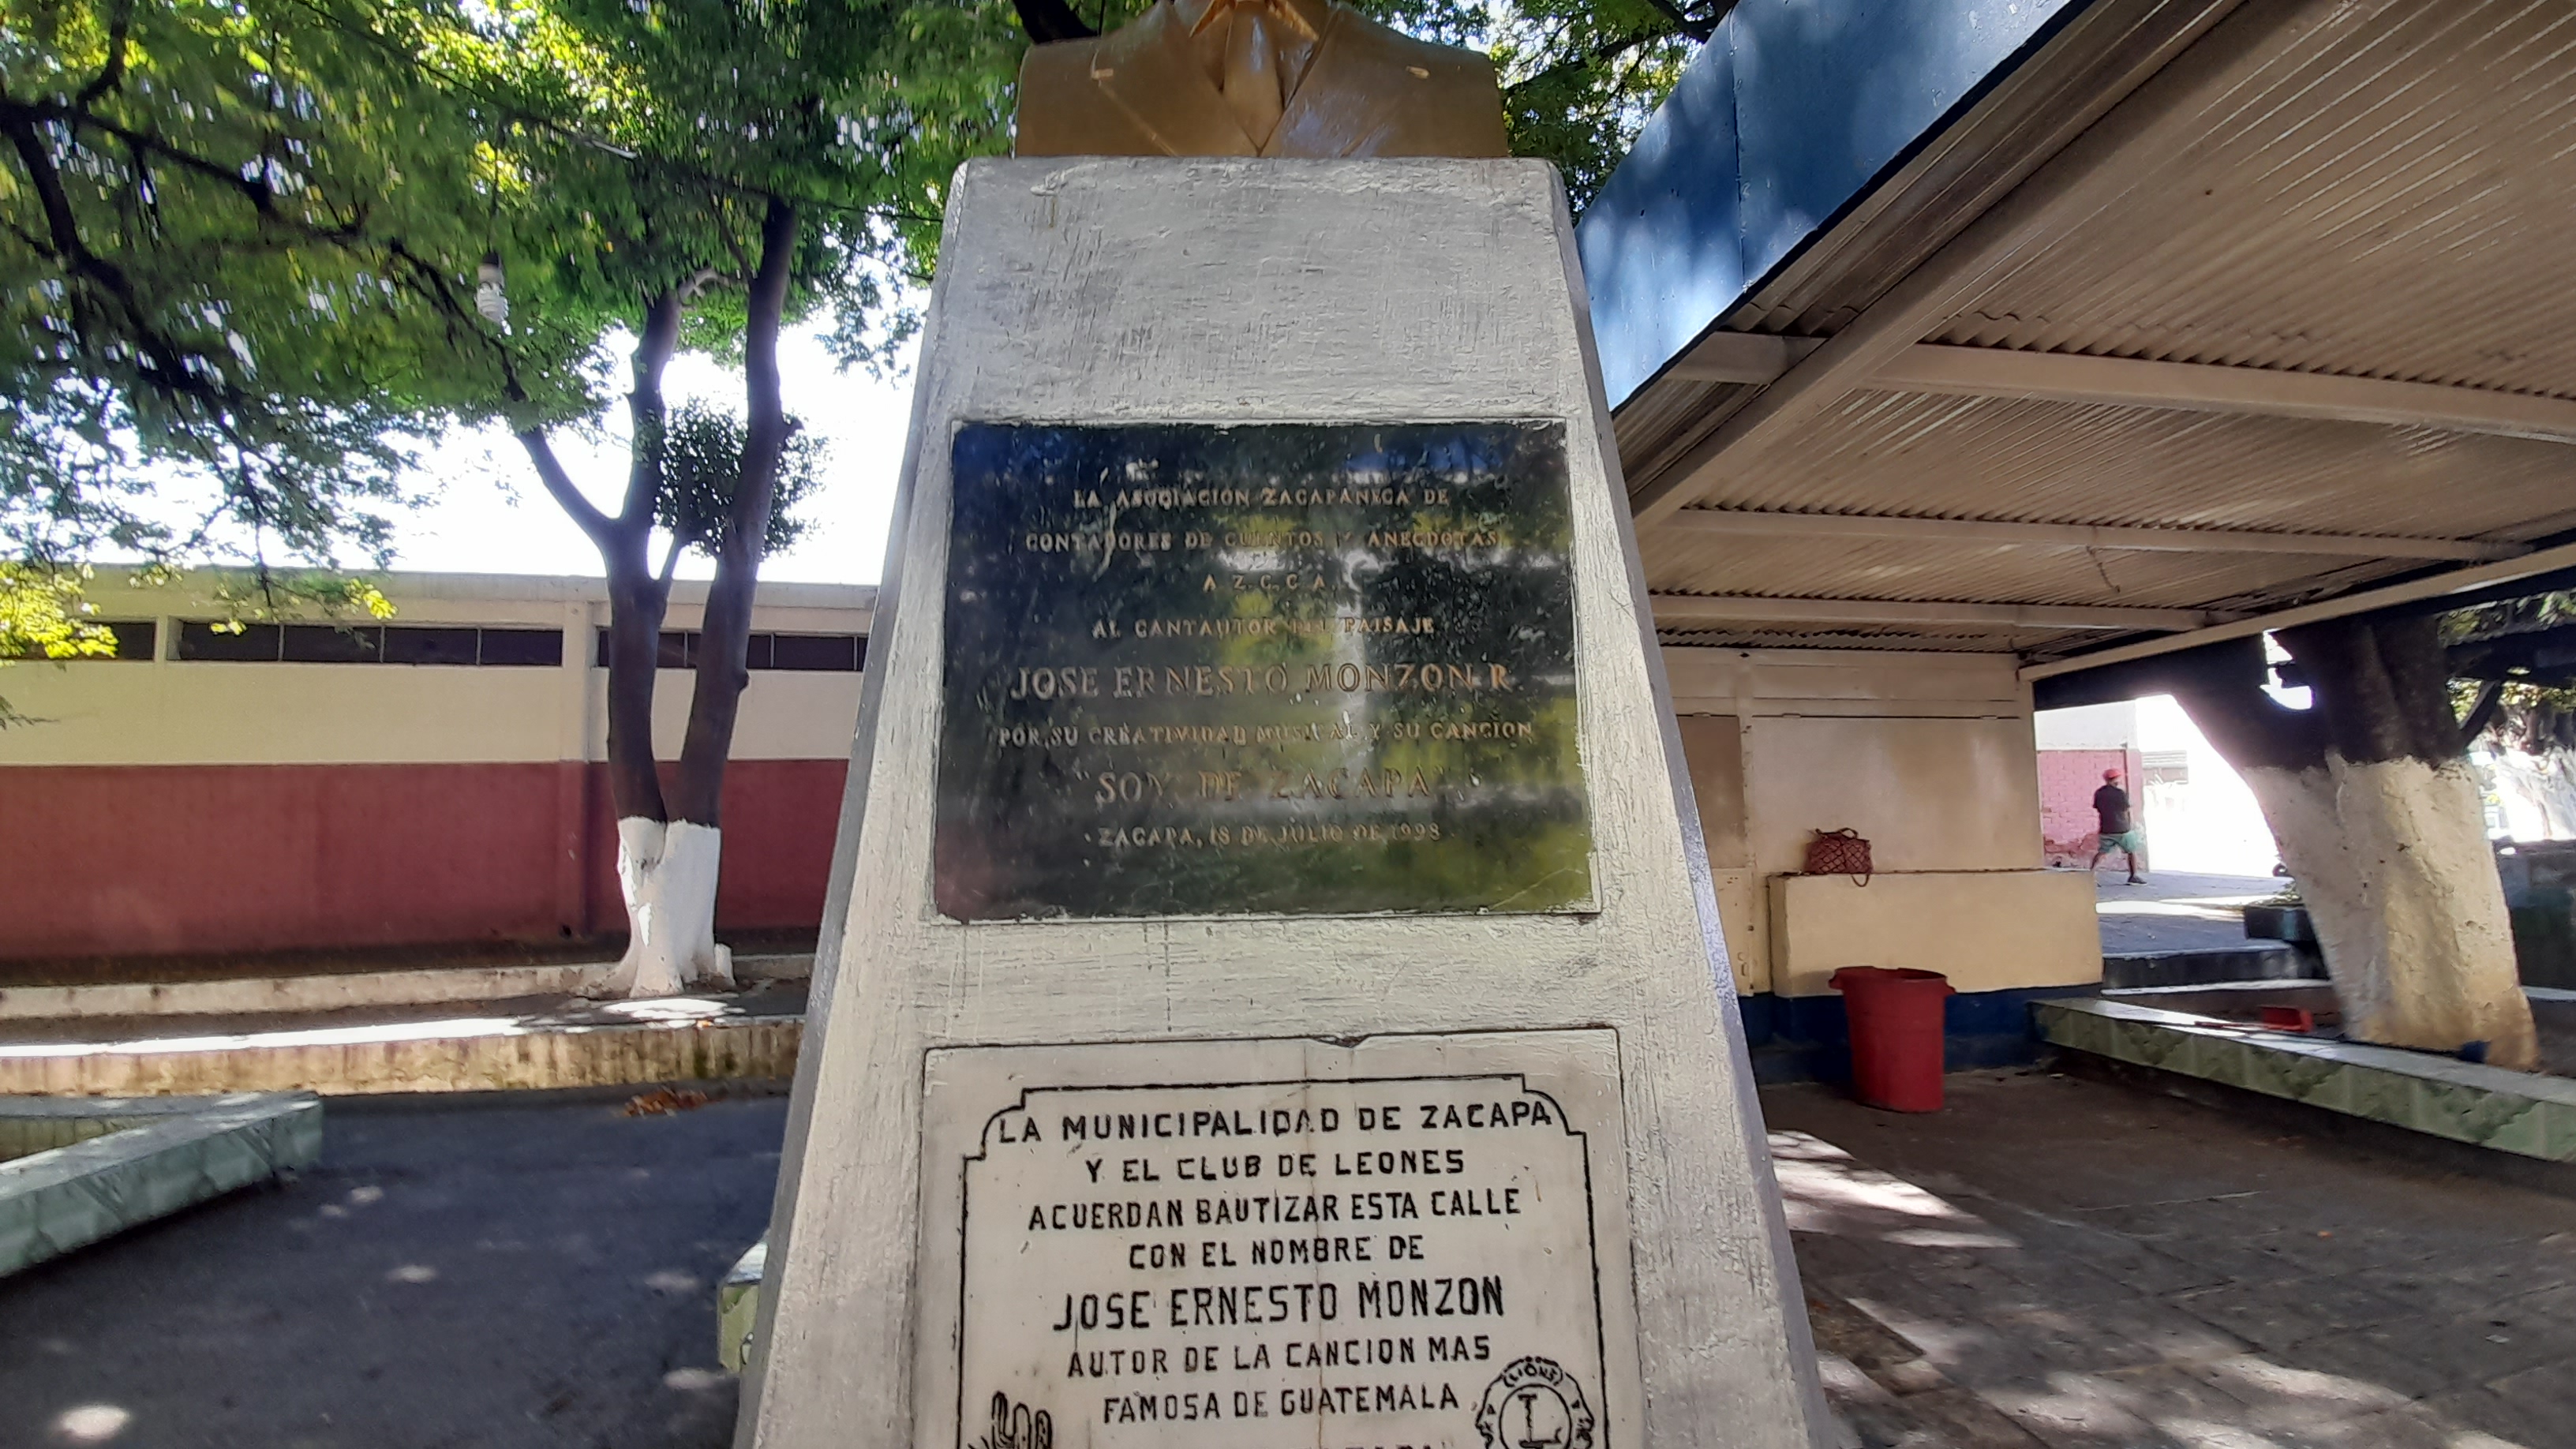 LA ASOCIACION ZACAPANECA DE
CONTADORES DE CUENTOS Y ANECDOTAS
A.Z.C.C.A.
AL CANTAUTOR DEL PAISAJE
JOSE ERNESTO MONZON R.
POR SU CREATIVIDAD MUSICAL Y SU CANCION
"SOY DE ZACAPA"
ZACAPA, 18 DE JULIO DE 1998
LA MUNICIPALIDAD DE ZACAPA
Y EL CLUB DE LEONES
ACUERDAN BAUTIZAR ESTA CALLE
CON EL NOMBRE DE
JOSE ERNESTO MONZON
AUTOR DE LA CANCION MAS
FAMOSA DE GUATEMALA
LIONS
L